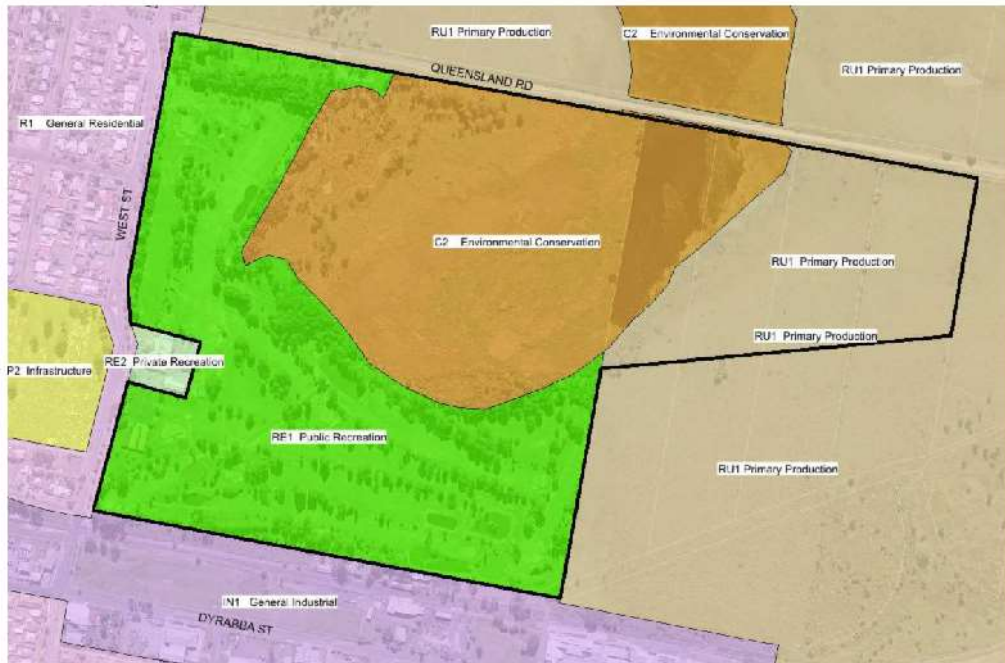 RU1 Primary Production
C2 Environmental Conservation
RU1 Primary Production
QUEENSLAND RD
R1 General Residential
WEST ST
C2 Environmental Conservation
RU1 Primary Production
RU1 Primary Production
RE2 Private Recreation
P2 Infrastructure
RE1 Public Recreation
RU1 Primary Production
IN1 General Industrial
DYRABBA ST